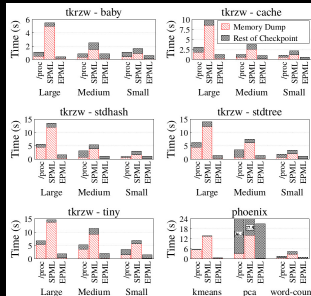 tkrzw - baby
tkrzw - cache
Time (s)
6
4
2
0
/proc
SPML
EPML
/proc
SPML
EPML
/proc
SPML
EPML
Large
Medium
Small
Time (s)
10
8
6
4
2
0
Memory Dump
Rest of Checkpoint
/proc
SPML
EPML
/proc
SPML
EPML
/proc
SPML
EPML
Large
Medium
Small
tkrzw - stdhash
tkrzw - stdtree
Time (s)
15
10
5
0
/proc
SPML
EPML
/proc
SPML
EPML
/proc
SPML
EPML
Large
Medium
Small
Time (s)
15
10
5
0
/proc
SPML
EPML
/proc
SPML
EPML
/proc
SPML
EPML
Large
Medium
Small
tkrzw - tiny
phoenix
Time (s)
15
10
5
0
/proc
SPML
EPML
/proc
SPML
EPML
/proc
SPML
EPML
Large
Medium
Small
Time (s)
24
18
12
6
0
/proc
SPML
EPML
/proc
SPML
EPML
/proc
SPML
EPML
kmeans
pca
word-coun